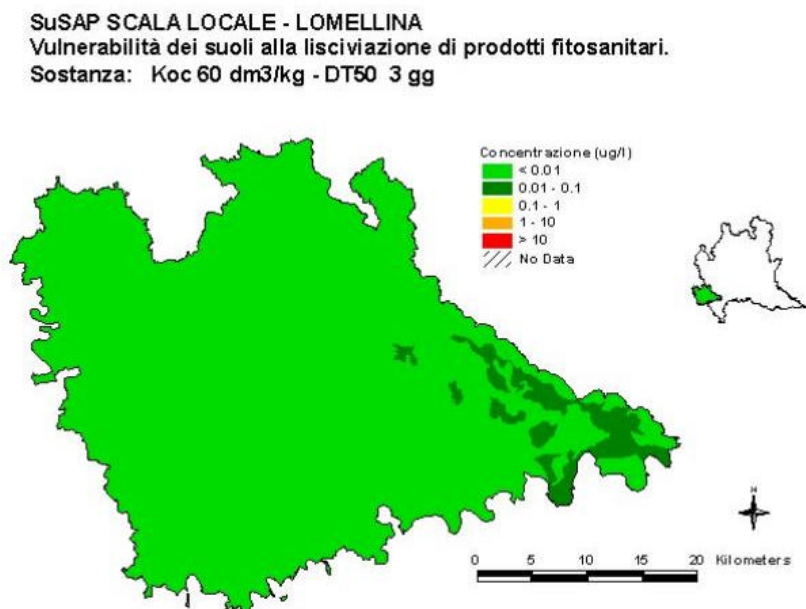 SuSAP SCALA LOCALE - LOMELLINA
Vulnerabilità dei suoli alla lisciviazione di prodotti fitosanitari.
Sostanza: Koc 60 dm3/kg - DT50 3 gg
Concentrazione (ug/l)
< 0.01
0.01 - 0.1
0.1 - 1
1 - 10
> 10
No Data
N
0 5 10 15 20 Kilometers